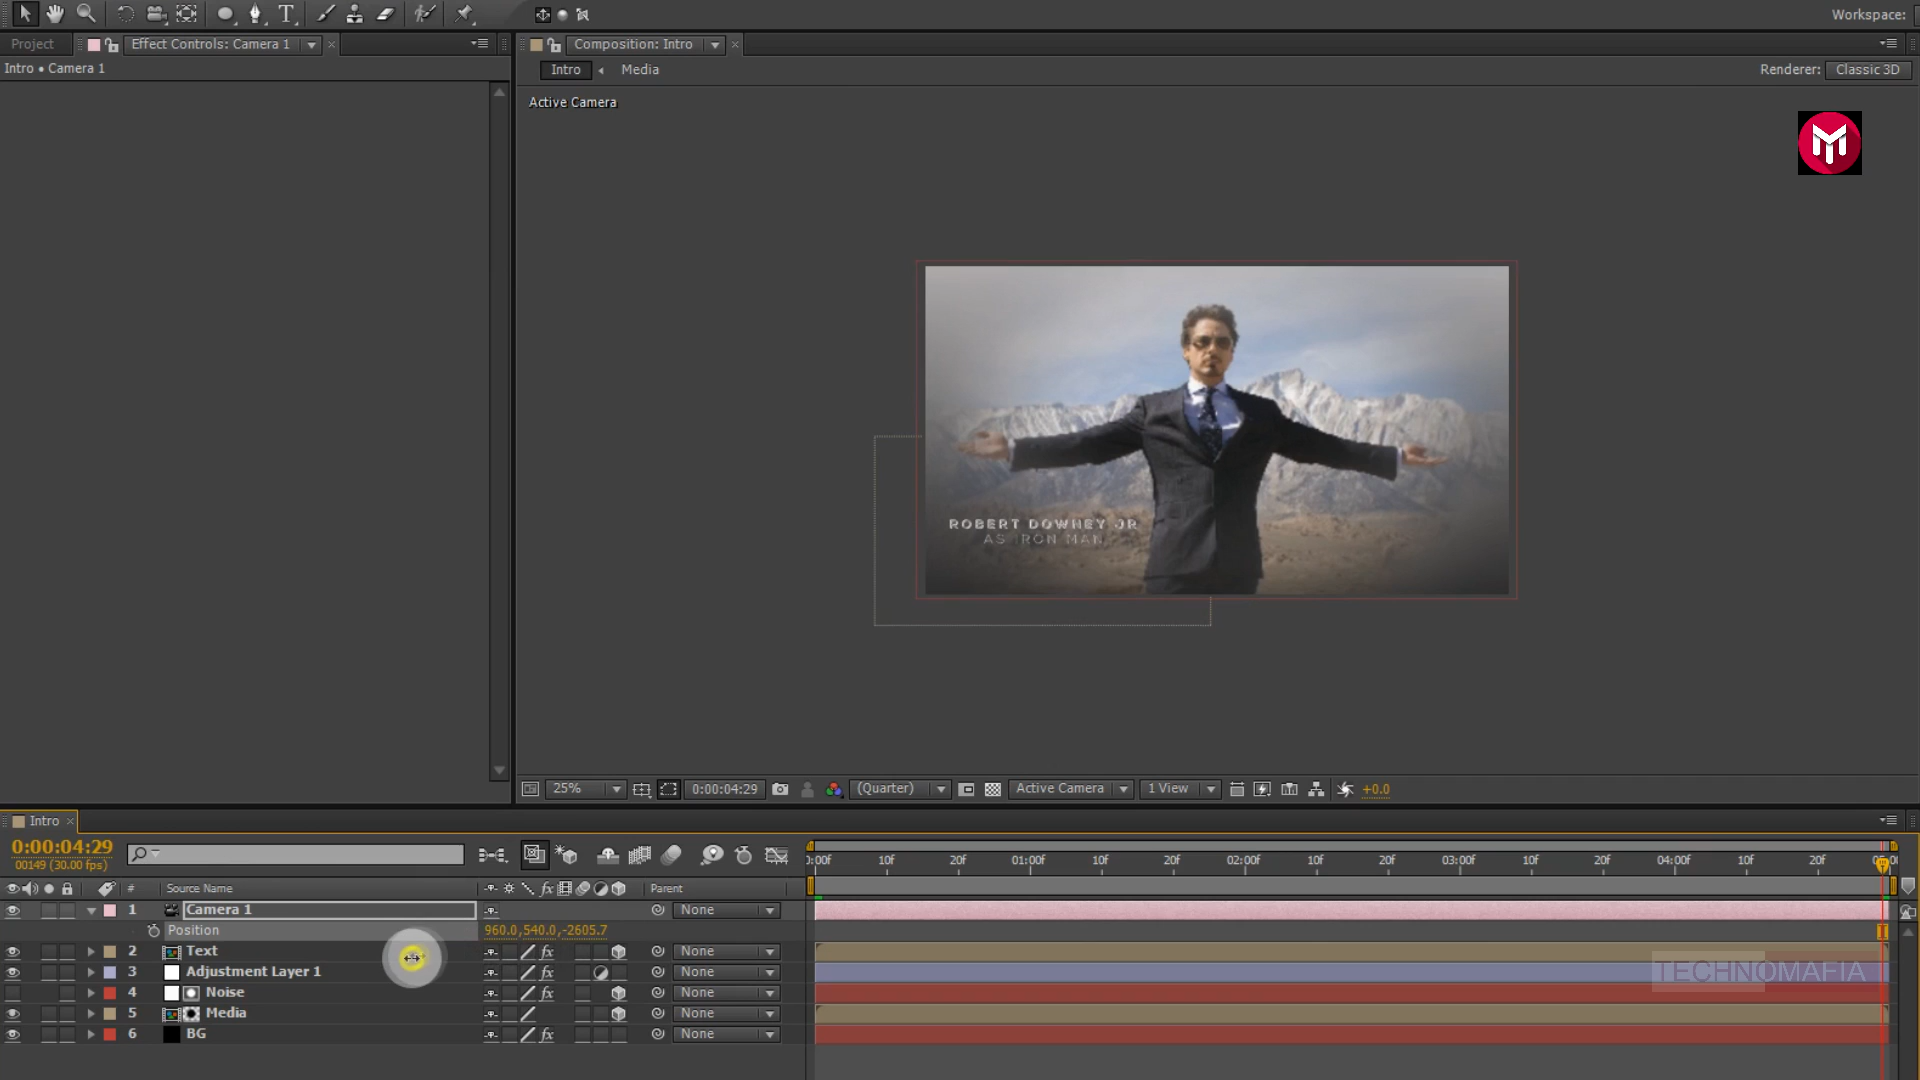 Workspace:
Project
Effect Controls: Camera 1
Composition: Intro
Intro • Camera 1
Intro
Media
Renderer:
Classic 3D
Active Camera
ROBERT DOWNEY JR
AS IRON MAN
25%
0:00:04:29
(Quarter)
Active Camera
1 View
+0.0
Intro
0:00:04:29
00149 (30.00 fps)
10f
20f
01:00f
10f
20f
02:00f
10f
20f
03:00f
10f
20f
04:00f
10f
20f
#
Source Name
fx
Parent
1
Camera 1
None
Position
960.0,540.0,-2605.7
2
Text
fx
None
3
Adjustment Layer 1
fx
None
TECHNOMAFIA
4
Noise
fx
None
5
Media
None
6
BG
fx
None